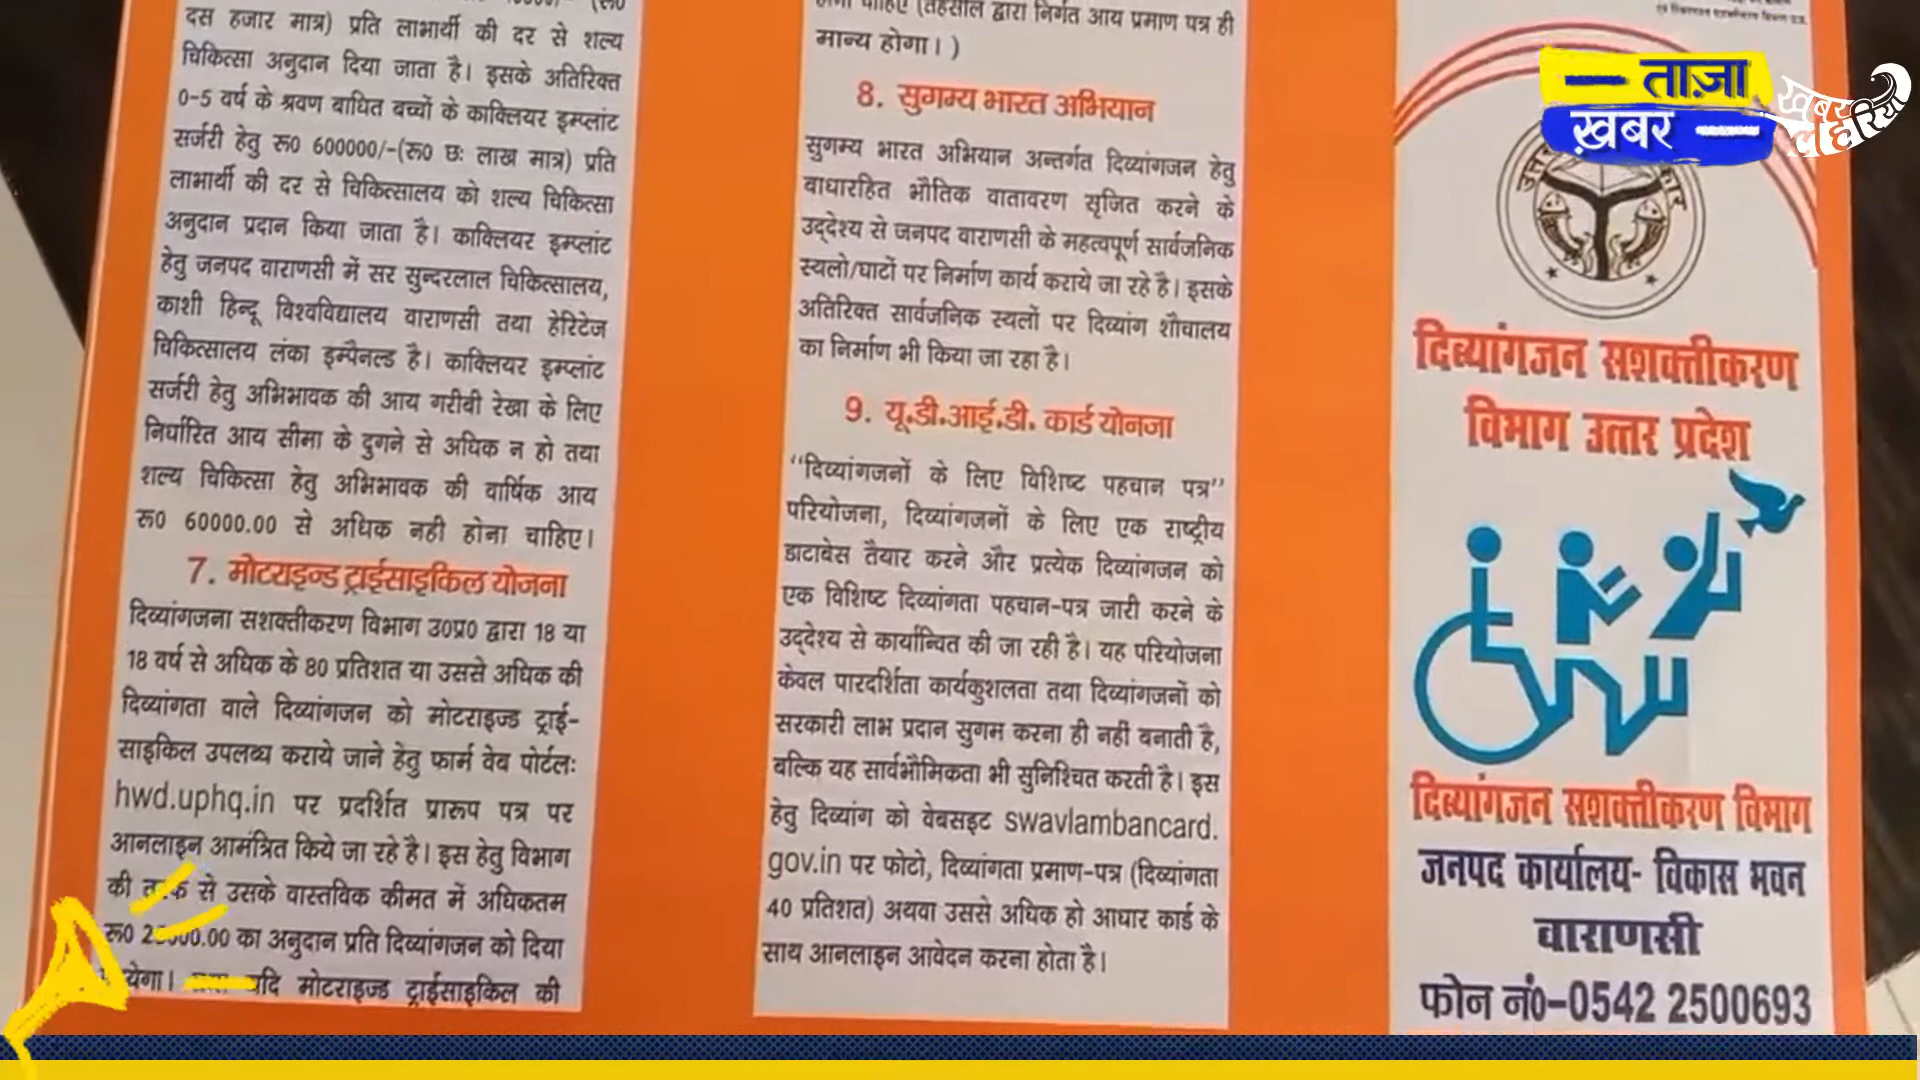 दस हजार मात्र) प्रति लाभार्थी की दर से शल्य
चिकित्सा अनुदान दिया जाता है। इसके अतिरिक्त
0-5 वर्ष के श्रवण बाधित बच्चों के काक्लियर इम्प्लांट
सर्जरी हेतु रू0 600000/-(रू0 छः लाख मात्र) प्रति
लाभार्थी की दर से चिकित्सालय को शल्य चिकित्सा
अनुदान प्रदान किया जाता है। काक्लियर इम्प्लांट
हेतु जनपद वाराणसी में सर सुन्दरलाल चिकित्सालय,
काशी हिन्दू विश्वविद्यालय वाराणसी तथा हेरिटेज
चिकित्सालय लंका इम्पैनल्ड है। काक्लियर इम्प्लांट
सर्जरी हेतु अभिभावक की आय गरीबी रेखा के लिए
निर्धारित आय सीमा के दुगने से अधिक न हो तथा
शल्य चिकित्सा हेतु अभिभावक की वार्षिक आय
रू0 60000.00 से अधिक नही होना चाहिए।
7. मोटराइन्ड ट्राईसाइकिल योजना
दिव्यांगजना सशक्तीकरण विभाग उ0प्र0 द्वारा 18 या
18 वर्ष से अधिक के 80 प्रतिशत या उससे अधिक की
दिव्यांगता वाले दिव्यांगजन को मोटराइज्ड ट्राई-
साइकिल उपलब्ध कराये जाने हेतु फार्म वेब पोर्टलः
hwd.uphq.in पर प्रदर्शित प्रारूप पत्र पर
आनलाइन आमंत्रित किये जा रहे है। इस हेतु विभाग
की से उसके वास्तविक कीमत में अधिकतम
रू0 का अनुदान प्रति दिव्यांगजन को दिया
यदि मोटराइज्ड ट्राईसाइकिल की
होना चाहिए (तहसील द्वारा निर्गत आय प्रमाण पत्र ही
मान्य होगा। )
8. सुगम्य भारत अभियान
सुगम्य भारत अभियान अन्तर्गत दिव्यांगजन हेतु
बाधारहित भौतिक वातावरण सृजित करने के
उद्देश्य से जनपद वाराणसी के महत्वपूर्ण सार्वजनिक
स्थलो/घाटों पर निर्माण कार्य कराये जा रहे है। इसके
अतिरिक्त सार्वजनिक स्थलों पर दिव्यांग शौचालय
का निर्माण भी किया जा रहा है।
9. यू.डी.आई.डी. कार्ड योनजा
“दिव्यांगजनों के लिए विशिष्ट पहचान पत्र”
परियोजना, दिव्यांगजनों के लिए एक राष्ट्रीय
डाटाबेस तैयार करने और प्रत्येक दिव्यांगजन को
एक विशिष्ट दिव्यांगता पहचान-पत्र जारी करने के
उद्देश्य से कार्यान्वित की जा रही है। यह परियोजना
केवल पारदर्शिता कार्यकुशलता तथा दिव्यांगजनों को
सरकारी लाभ प्रदान सुगम करना ही नहीं बनाती है,
बल्कि यह सार्वभौमिकता भी सुनिश्चित करती है। इस
हेतु दिव्यांग को वेबसइट swavlambancard.
gov.in पर फोटो, दिव्यांगता प्रमाण-पत्र (दिव्यांगता
40 प्रतिशत) अथवा उससे अधिक हो आधार कार्ड के
साथ आनलाइन आवेदन करना होता है।
ताज़ा
ख़बर
खबर
लहरिया
दिव्यांगजन सशक्तीकरण
विभाग उत्तर प्रदेश
दिव्यांगजन सशक्तीकरण विभाग
जनपद कार्यालय- विकास भवन
वाराणसी
फोन नं0-0542 2500693